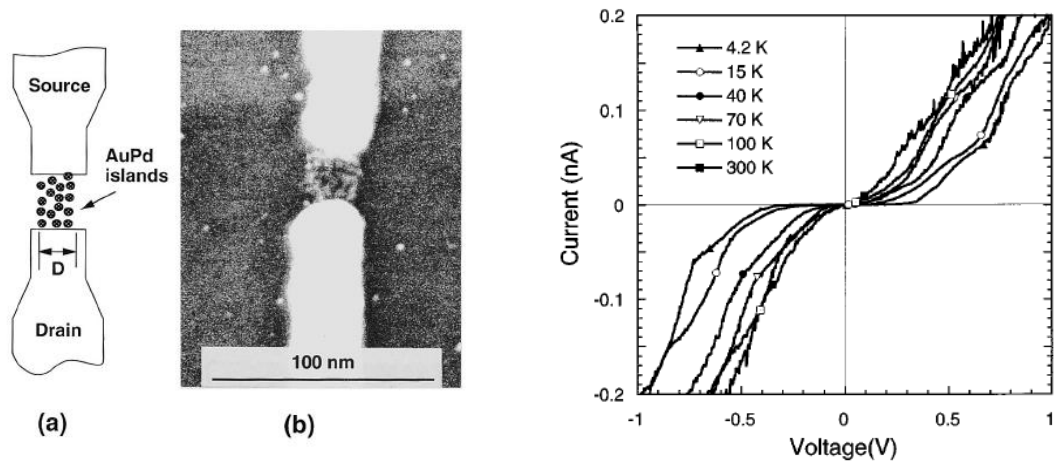 Source
AuPd
islands
D
Drain
(a)
100 nm
(b)
0.2
0.1
0
-0.1
-0.2
Current (nA)
4.2 K
15 K
40 K
70 K
100 K
300 K
-1
-0.5
0
0.5
1
Voltage(V)